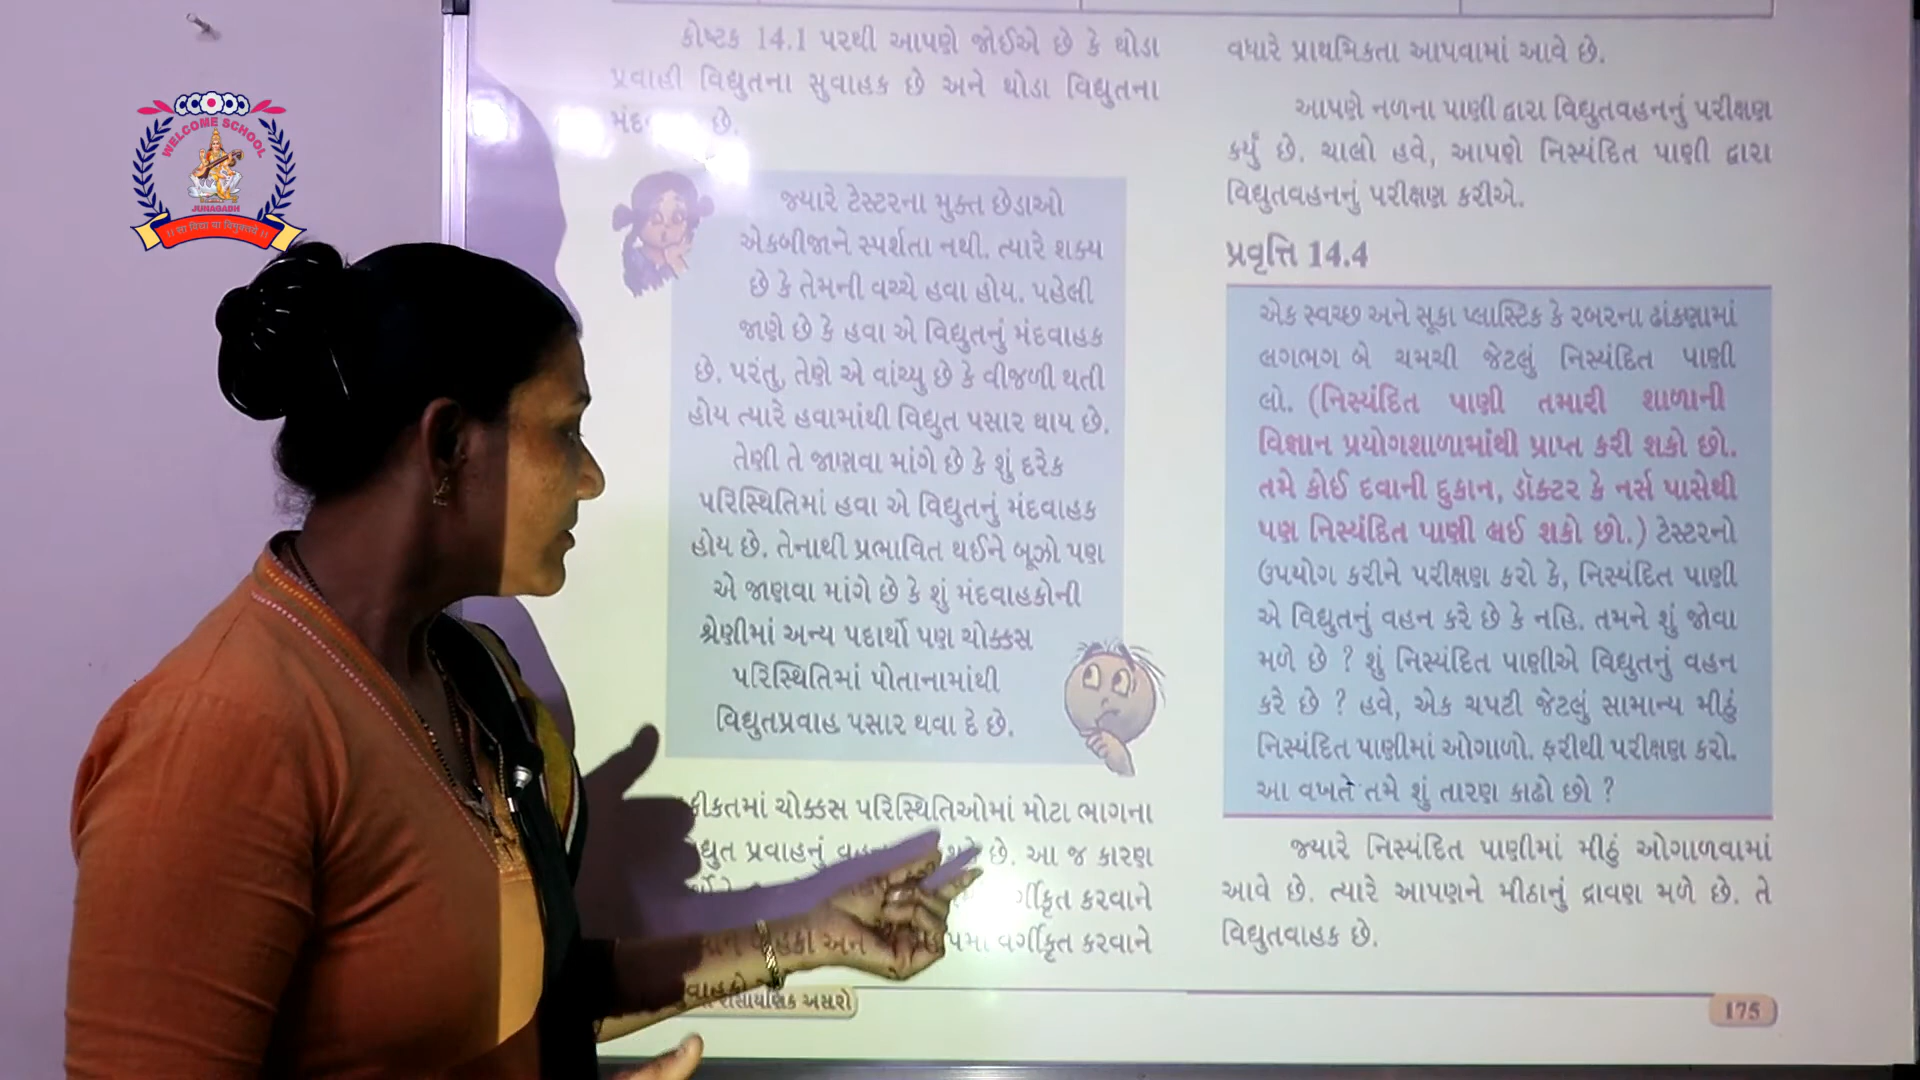 WELCOME SCHOOL
JUNAGADH
।। सा विद्या या विमुक्तये ।।
કોષ્ટક 14.1 પરથી આપણે જોઈએ છે કે થોડા
પ્રવાહી વિદ્યુતના સુવાહક છે અને થોડા વિદ્યુતના
છે.
જ્યારે ટેસ્ટરના મુક્ત છેડાઓ
એકબીજાને સ્પર્શતા નથી. ત્યારે શક્ય
છે કે તેમની વચ્ચે હવા હોય. પહેલી
જાણે છે કે હવા એ વિદ્યુતનું મંદવાહક
છે. પરંતુ, તેણે એ વાંચ્યુ છે કે વીજળી થતી
હોય ત્યારે હવામાંથી વિદ્યુત પસાર થાય છે.
તેણી તે જાણવા માંગે છે કે શું દરેક
પરિસ્થિતિમાં હવા એ વિદ્યુતનું મંદવાહક
હોય છે. તેનાથી પ્રભાવિત થઈને બૂઝો પણ
એ જાણવા માંગે છે કે શું મંદવાહકોની
શ્રેણીમાં અન્ય પદાર્થો પણ ચોક્કસ
પરિસ્થિતિમાં પોતાનામાંથી
વિદ્યુતપ્રવાહ પસાર થવા દે છે.
ચોક્કસ પરિસ્થિતિઓમાં મોટા ભાગના
પ્રવાહનું છે. આ જ કારણ
કરવાને
વર્ગીકૃત કરવાને
અસરો
વધારે પ્રાથમિકતા આપવામાં આવે છે.
આપણે નળના પાણી દ્વારા વિદ્યુતવહનનું પરીક્ષણ
કર્યું છે. ચાલો હવે, આપણે નિસ્યંદિત પાણી દ્વારા
વિદ્યુતવહનનું પરીક્ષણ કરીએ.
પ્રવૃત્તિ 14.4
એક સ્વચ્છ અને સૂકા પ્લાસ્ટિક કે રબરના ઢાંકણામાં
લગભગ બે ચમચી જેટલું નિસ્યંદિત પાણી
લો. (નિસ્યંદિત પાણી તમારી શાળાની
વિજ્ઞાન પ્રયોગશાળામાંથી પ્રાપ્ત કરી શકો છો.
તમે કોઈ દવાની દુકાન, ડૉક્ટર કે નર્સ પાસેથી
પણ નિસ્યંદિત પાણી લઈ શકો છો.) ટેસ્ટરનો
ઉપયોગ કરીને પરીક્ષણ કરો કે, નિસ્યંદિત પાણી
એ વિદ્યુતનું વહન કરે છે કે નહિ. તમને શું જોવા
મળે છે ? શું નિસ્યંદિત પાણીએ વિદ્યુતનું વહન
કરે છે ? હવે, એક ચપટી જેટલું સામાન્ય મીઠું
નિસ્યંદિત પાણીમાં ઓગાળો. ફરીથી પરીક્ષણ કરો.
આ વખતે તમે શું તારણ કાઢો છો ?
જ્યારે નિસ્યંદિત પાણીમાં મીઠું ઓગાળવામાં
આવે છે. ત્યારે આપણને મીઠાનું દ્રાવણ મળે છે. તે
વિદ્યુતવાહક છે.
175